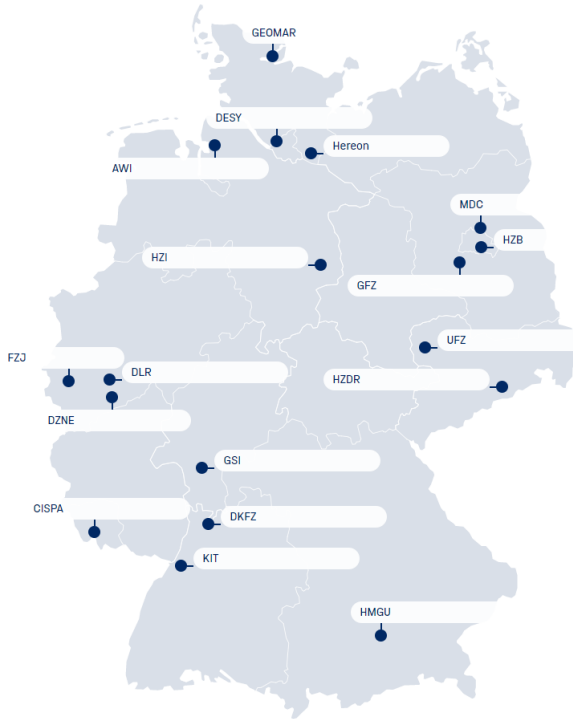 GEOMAR
DESY
Hereon
AWI
MDC
HZB
HZI
GFZ
UFZ
FZJ
DLR
HZDR
DZNE
GSI
CISPA
DKFZ
KIT
HMGU